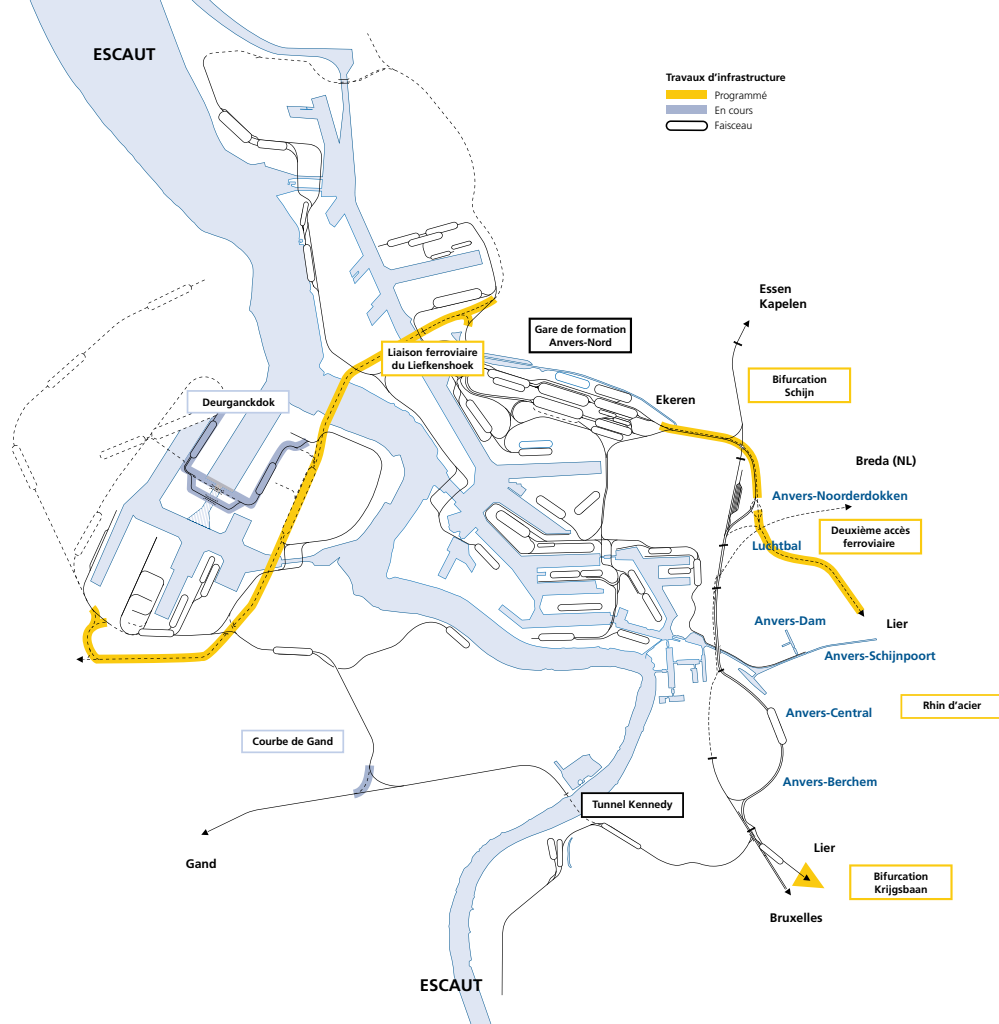 ESCAUT
Travaux d’infrastructure
Programmé
En cours
Faisceau
Essen
Kapelen
Gare de formation
Anvers-Nord
Liaison ferroviaire
du Liefkenshoek
Bifurcation
Schijn
Deurganckdok
Ekeren
Breda (NL)
Anvers-Noorderdokken
Deuxième accès
ferroviaire
Luchtbal
Anvers-Dam
Lier
Anvers-Schijnpoort
Rhin d’acier
Anvers-Central
Courbe de Gand
Anvers-Berchem
Tunnel Kennedy
Gand
Lier
Bifurcation
Krijgsbaan
Bruxelles
ESCAUT